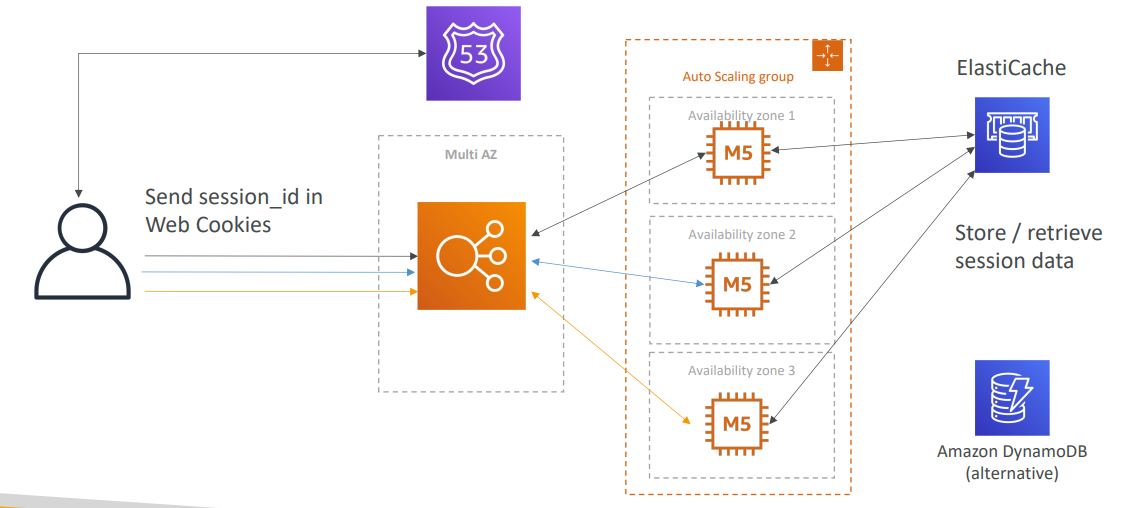 53
Auto Scaling group
ElastiCache
Availability zone 1
M5
Multi AZ
Send session_id in
Web Cookies
Availability zone 2
M5
Store / retrieve
session data
Availability zone 3
M5
Amazon DynamoDB
(alternative)